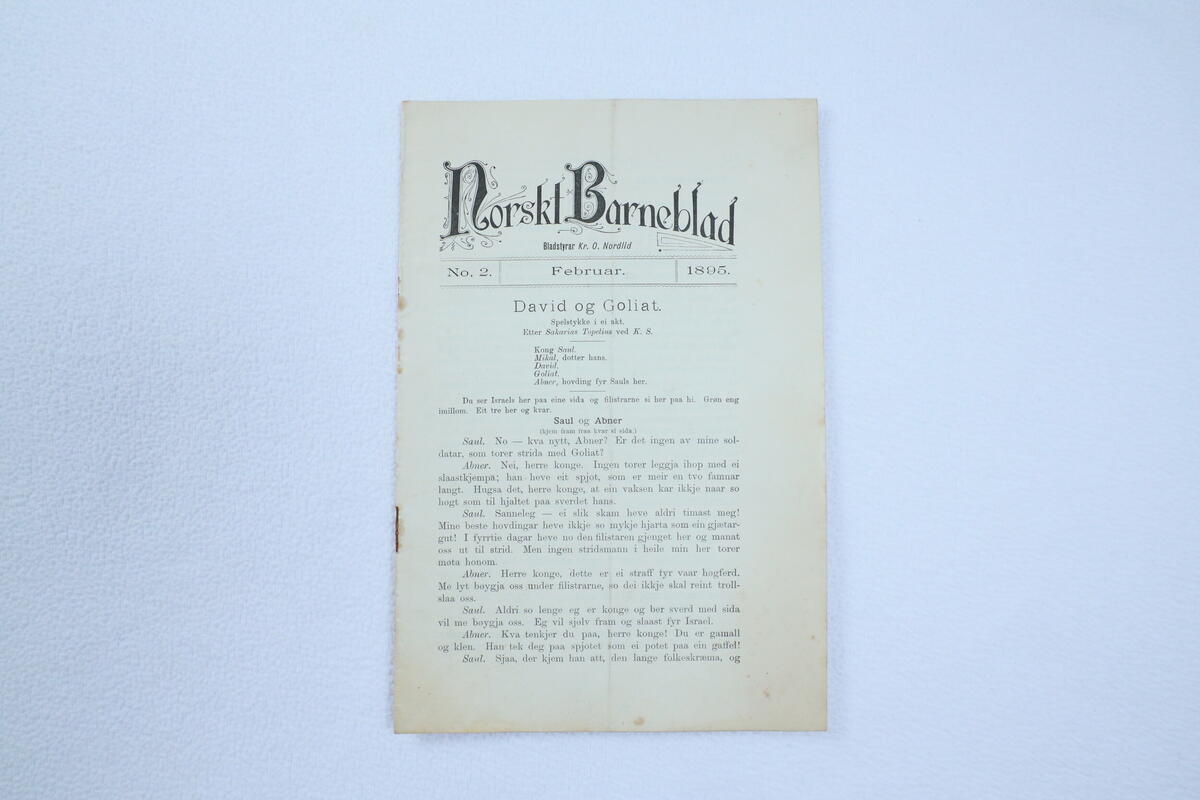 Norskt Barneblad
Bladstyrar Kr. O. Nordlid
No. 2. Februar. 1895.
David og Goliat.
Spelstykke i ei akt.
Etter Sakarias Topelius ved K. S.
Kong Saul.
Mikal, dotter hans.
David.
Goliat.
Abner, hovding fyr Sauls her.
Du ser Israels her paa eine sida og filistrarne si her paa hi. Grøn eng
imillom. Eit tre her og kvar.
Saul og Abner
(kjem fram fraa kvar si sida.)
Saul. No — kva nytt, Abner? Er det ingen av mine sol-
datar, som torer strida med Goliat?
Abner. Nei, herre konge. Ingen torer leggja ihop med ei
slaastkjempa; han heve eit spjot, som er meir en tvo famnar
langt. Hugsa det, herre konge, at ein vaksen kar ikkje naar so
høgt som til hjaltet paa sverdet hans.
Saul. Sanneleg — ei slik skam heve aldri timast meg!
Mine beste hovdingar heve ikkje so mykje hjarta som ein gjætar-
gut! I fyrrtie dagar heve no den filistaren gjenget her og manat
oss ut til strid. Men ingen stridsmann i heile min her torer
møta honom.
Abner. Herre konge, dette er ei straff fyr vaar høgferd.
Me lyt bøygja oss under filistrarne, so dei ikkje skal reint troll-
slaa oss.
Saul. Aldri so lenge eg er konge og ber sverd med sida
vil me bøygja oss. Eg vil sjølv fram og slaast fyr Israel.
Abner. Kva tenkjer du paa, herre konge! Du er gamall
og klen. Han tek deg paa spjotet som ei potet paa ein gaffel!
Saul. Sjaa, der kjem han att, den lange folkeskræma, og